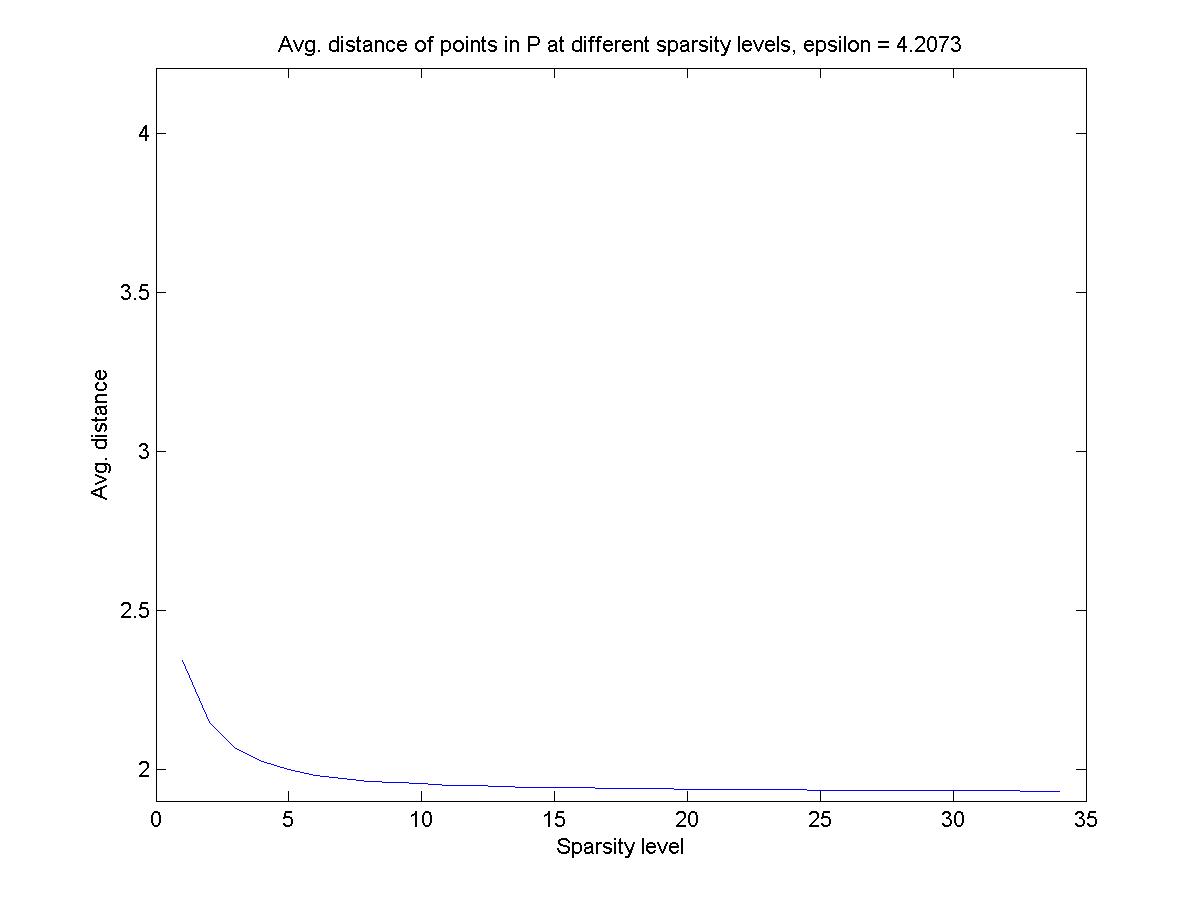 Avg. distance of points in P at different sparsity levels, epsilon = 4.2073
4
3.5
3
2.5
2
Avg. distance
0 5 10 15 20 25 30 35
Sparsity level